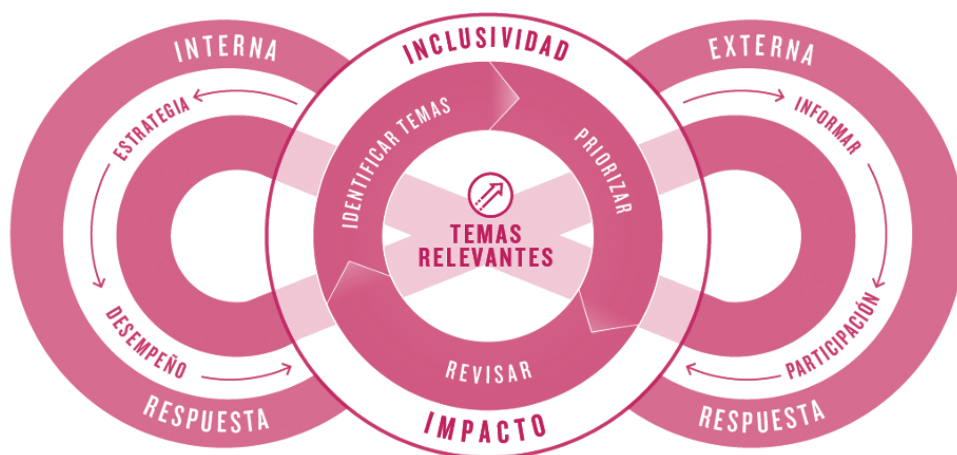 INTERNA
ESTRATEGIA
DESEMPEÑO
RESPUESTA
INCLUSIVIDAD
IDENTIFICAR TEMAS
PRIORIZAR
TEMAS
RELEVANTES
REVISAR
IMPACTO
EXTERNA
INFORMAR
PARTICIPACIÓN
RESPUESTA